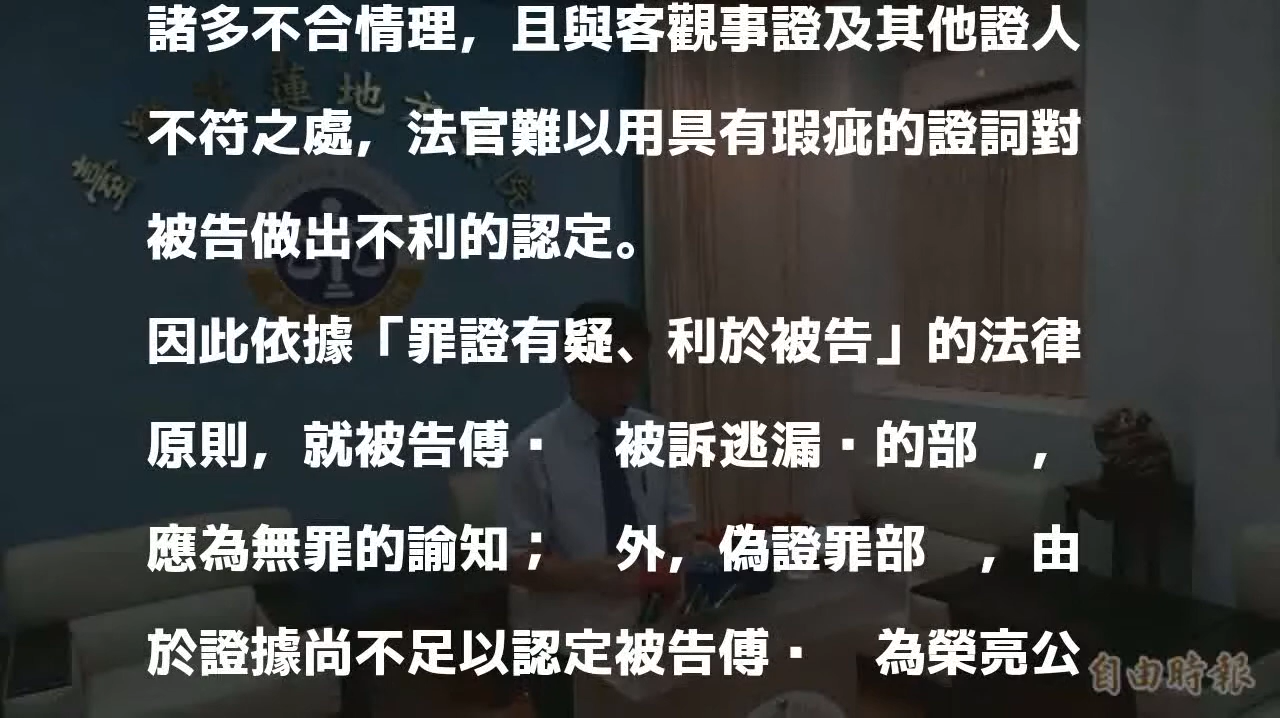 諸多不合情理，且與客觀事證及其他證人
不符之處，法官難以用具有瑕疵的證詞對
被告做出不利的認定。
因此依據「罪證有疑、利於被告」的法律
原則，就被告傅▪　被訴逃漏▪的部　，
應為無罪的諭知；　外，偽證罪部　，由
於證據尚不足以認定被告傅▪　為榮亮公
自由時報